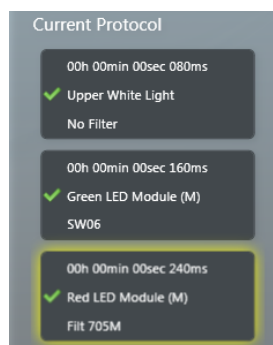 Current Protocol
00h 00min 00sec 080ms
Upper White Light
No Filter
00h 00min 00sec 160ms
Green LED Module (M)
SW06
00h 00min 00sec 240ms
Red LED Module (M)
Filt 705M